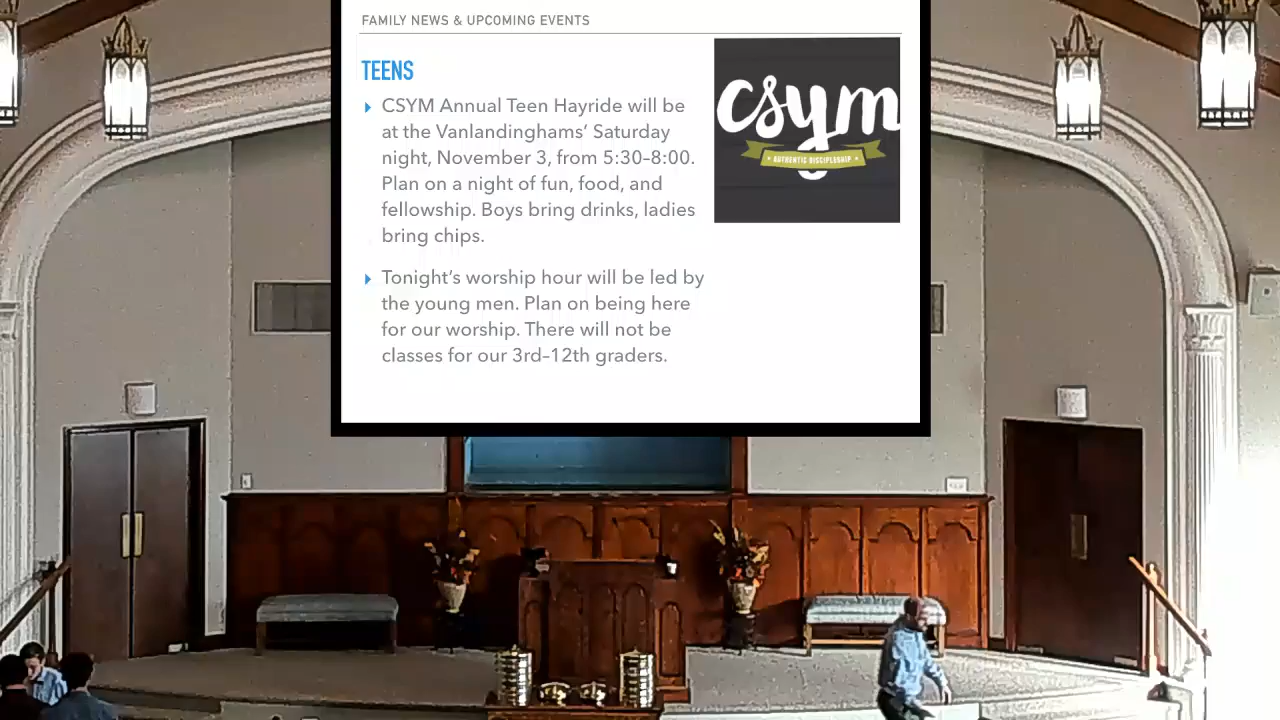 FAMILY NEWS & UPCOMING EVENTS
TEENS
CSYM Annual Teen Hayride will be
at the Vanlandinghams’ Saturday
night, November 3, from 5:30–8:00.
Plan on a night of fun, food, and
fellowship. Boys bring drinks, ladies
bring chips.
Tonight’s worship hour will be led by
the young men. Plan on being here
for our worship. There will not be
classes for our 3rd–12th graders.
csym
AUTHENTIC DISCIPLESHIP